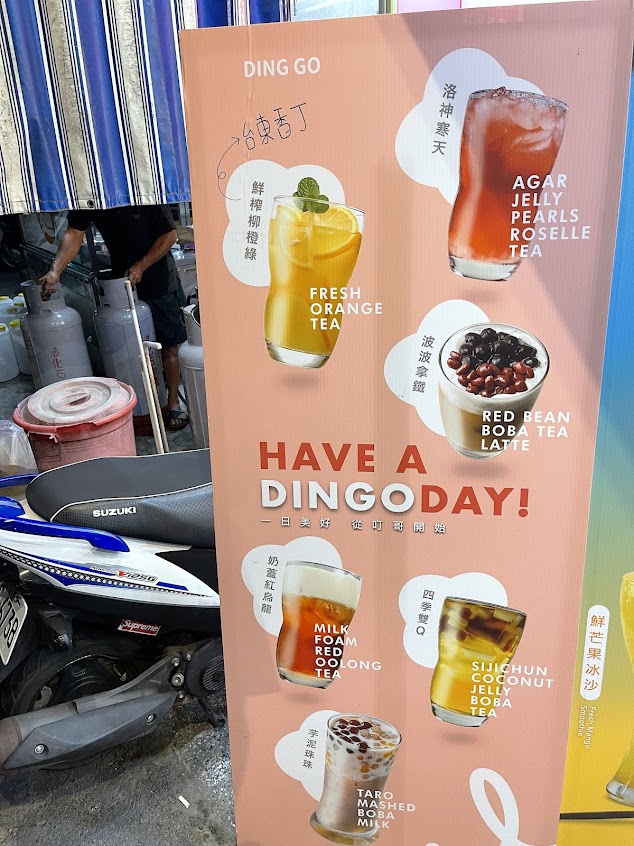 DING GO
台東香丁
洛神寒天
AGAR
JELLY
PEARLS
ROSELLE
TEA
鮮榨柳橙綠
FRESH
ORANGE
TEA
波波拿鐵
RED BEAN
BOBA TEA
LATTE
HAVE A
DINGODAY!
一日美好 從叮哥開始
奶蓋紅烏龍
MILK
FOAM
RED
OOLONG
TEA
四季雙Q
SIJICHUN
COCONUT
JELLY
BOBA
TEA
芋泥珠珠
TARO
MASHED
BOBA
MILK
鮮芒果冰沙
Fresh Mango
Smoothie
SUZUKI
Supreme